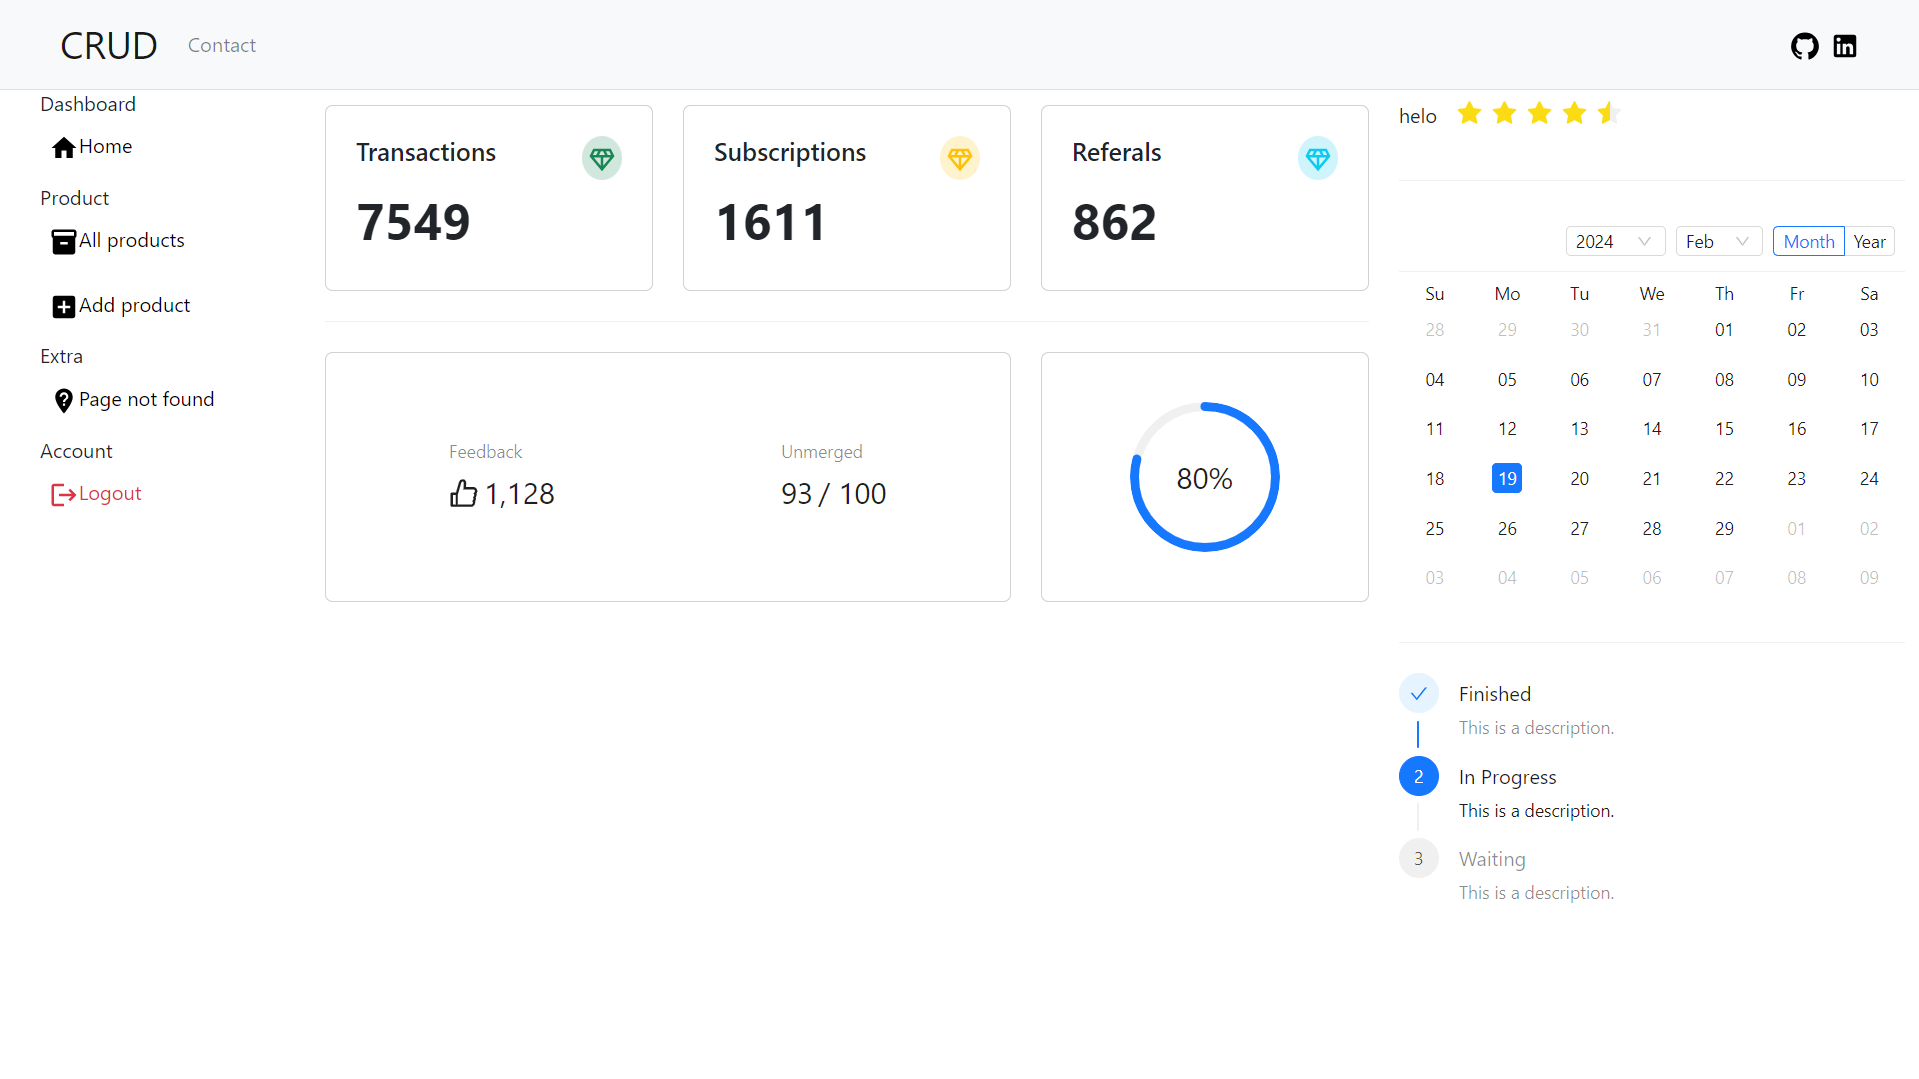 CRUD Contact
Dashboard
Home
Product
All products
Add product
Extra
Page not found
Account
Logout
Transactions
7549
Subscriptions
1611
Referals
862
Feedback
1,128
Unmerged
93 / 100
80%
helo
2024 Feb Month Year
Su Mo Tu We Th Fr Sa
28 29 30 31 01 02 03
04 05 06 07 08 09 10
11 12 13 14 15 16 17
18 19 20 21 22 23 24
25 26 27 28 29 01 02
03 04 05 06 07 08 09
Finished
This is a description.
2 In Progress
This is a description.
3 Waiting
This is a description.